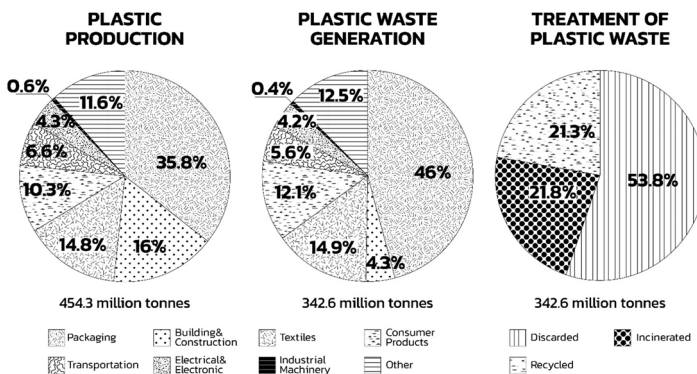 PLASTIC
PRODUCTION
PLASTIC WASTE
GENERATION
TREATMENT OF
PLASTIC WASTE
0.6%
11.6%
4.3%
6.6%
10.3%
14.8%
16%
35.8%
0.4%
12.5%
4.2%
5.6%
12.1%
14.9%
4.3%
46%
21.3%
21.8%
53.8%
454.3 million tonnes
342.6 million tonnes
342.6 million tonnes
Packaging
Building&
Construction
Textiles
Consumer
Products
Transportation
Electrical&
Electronic
Industrial
Machinery
Other
Discarded
Incinerated
Recycled